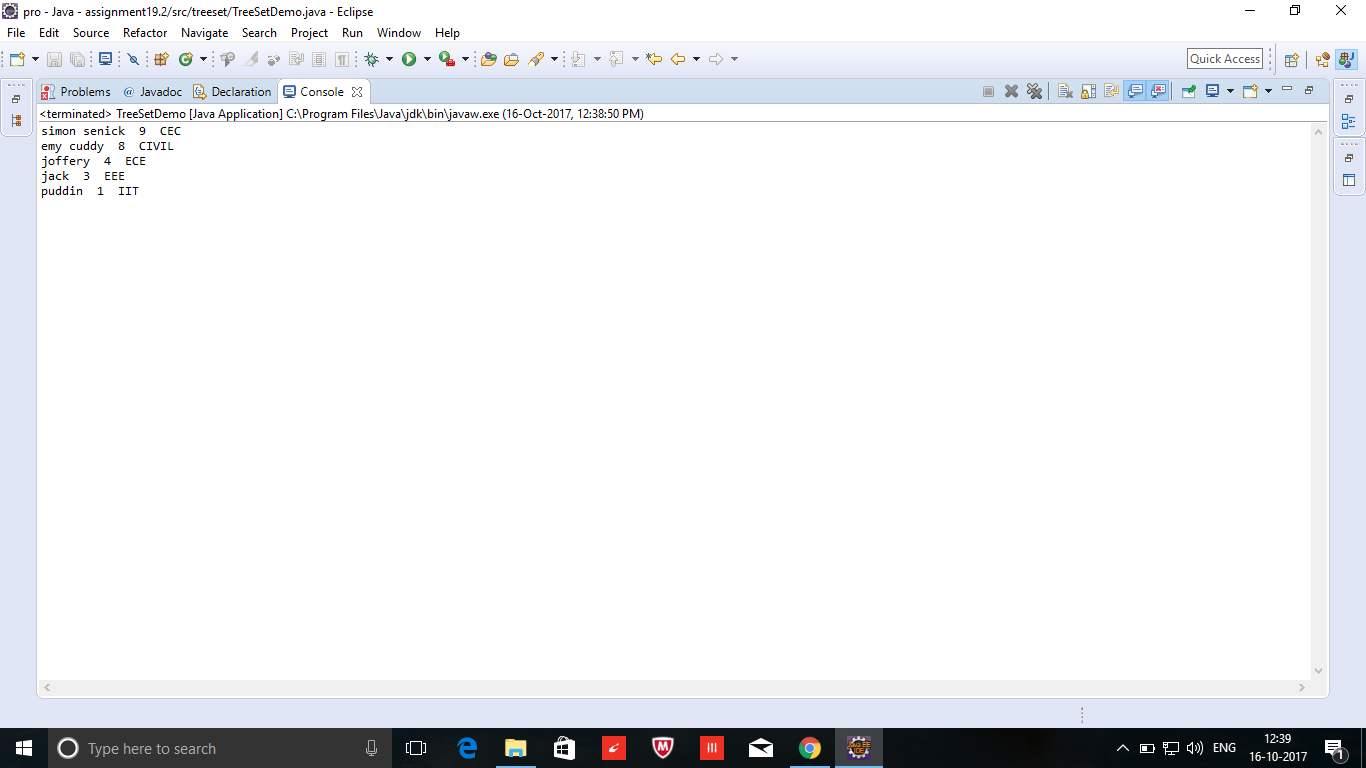 pro - Java - assignment19.2/src/treeset/TreeSetDemo.java - Eclipse
File Edit Source Refactor Navigate Search Project Run Window Help
Quick Access
Problems @ Javadoc Declaration Console
<terminated> TreeSetDemo [Java Application] C:\Program Files\Java\jdk\bin\javaw.exe (16-Oct-2017, 12:38:50 PM)
simon senick 9 CEC
emy cuddy 8 CIVIL
joffery 4 ECE
jack 3 EEE
puddin 1 IIT
Type here to search
ENG
12:39
16-10-2017
1